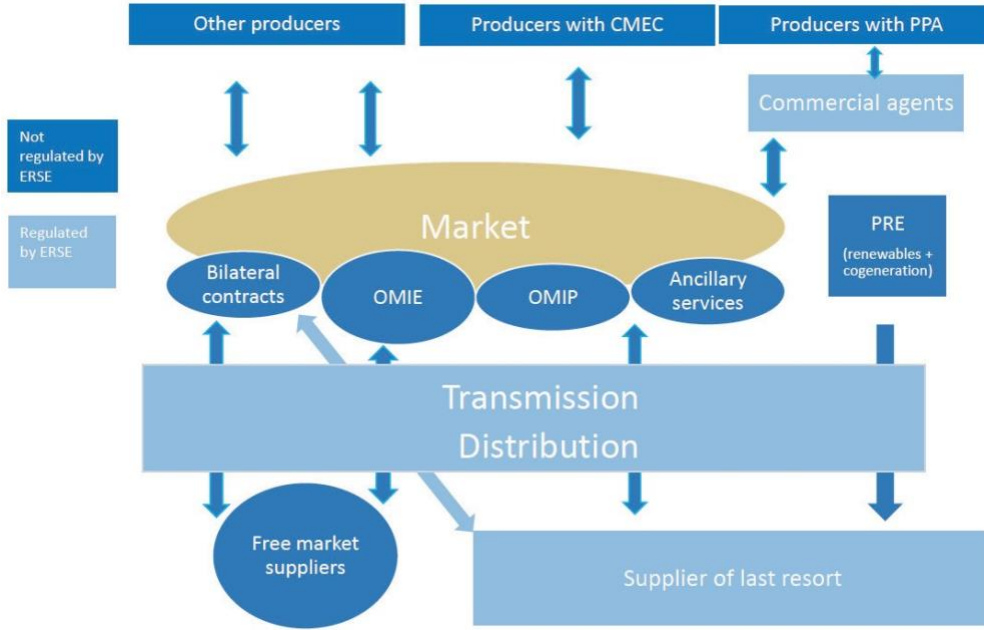 Other producers
Producers with CMEC
Producers with PPA
Commercial agents
Not
regulated by
ERSE
Regulated
by ERSE
Market
PRE
(renewables +
cogeneration)
Bilateral
contracts
OMIE
OMIP
Ancillary
services
Transmission
Distribution
Free market
suppliers
Supplier of last resort